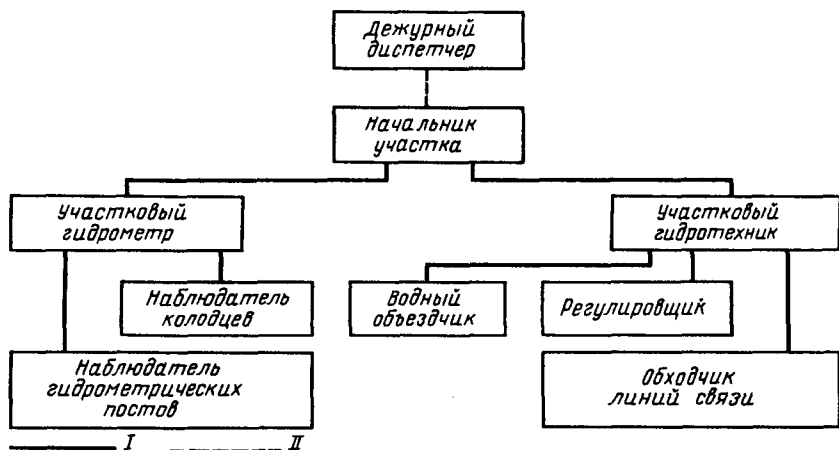 Дежурный
диспетчер
Начальник
участка
Участковый
гидрометр
Участковый
гидротехник
Наблюдатель
колодцев
Водный
объездчик
Регулировщик
Наблюдатель
гидрометрических
постов
Обходчик
линий связи
I
II